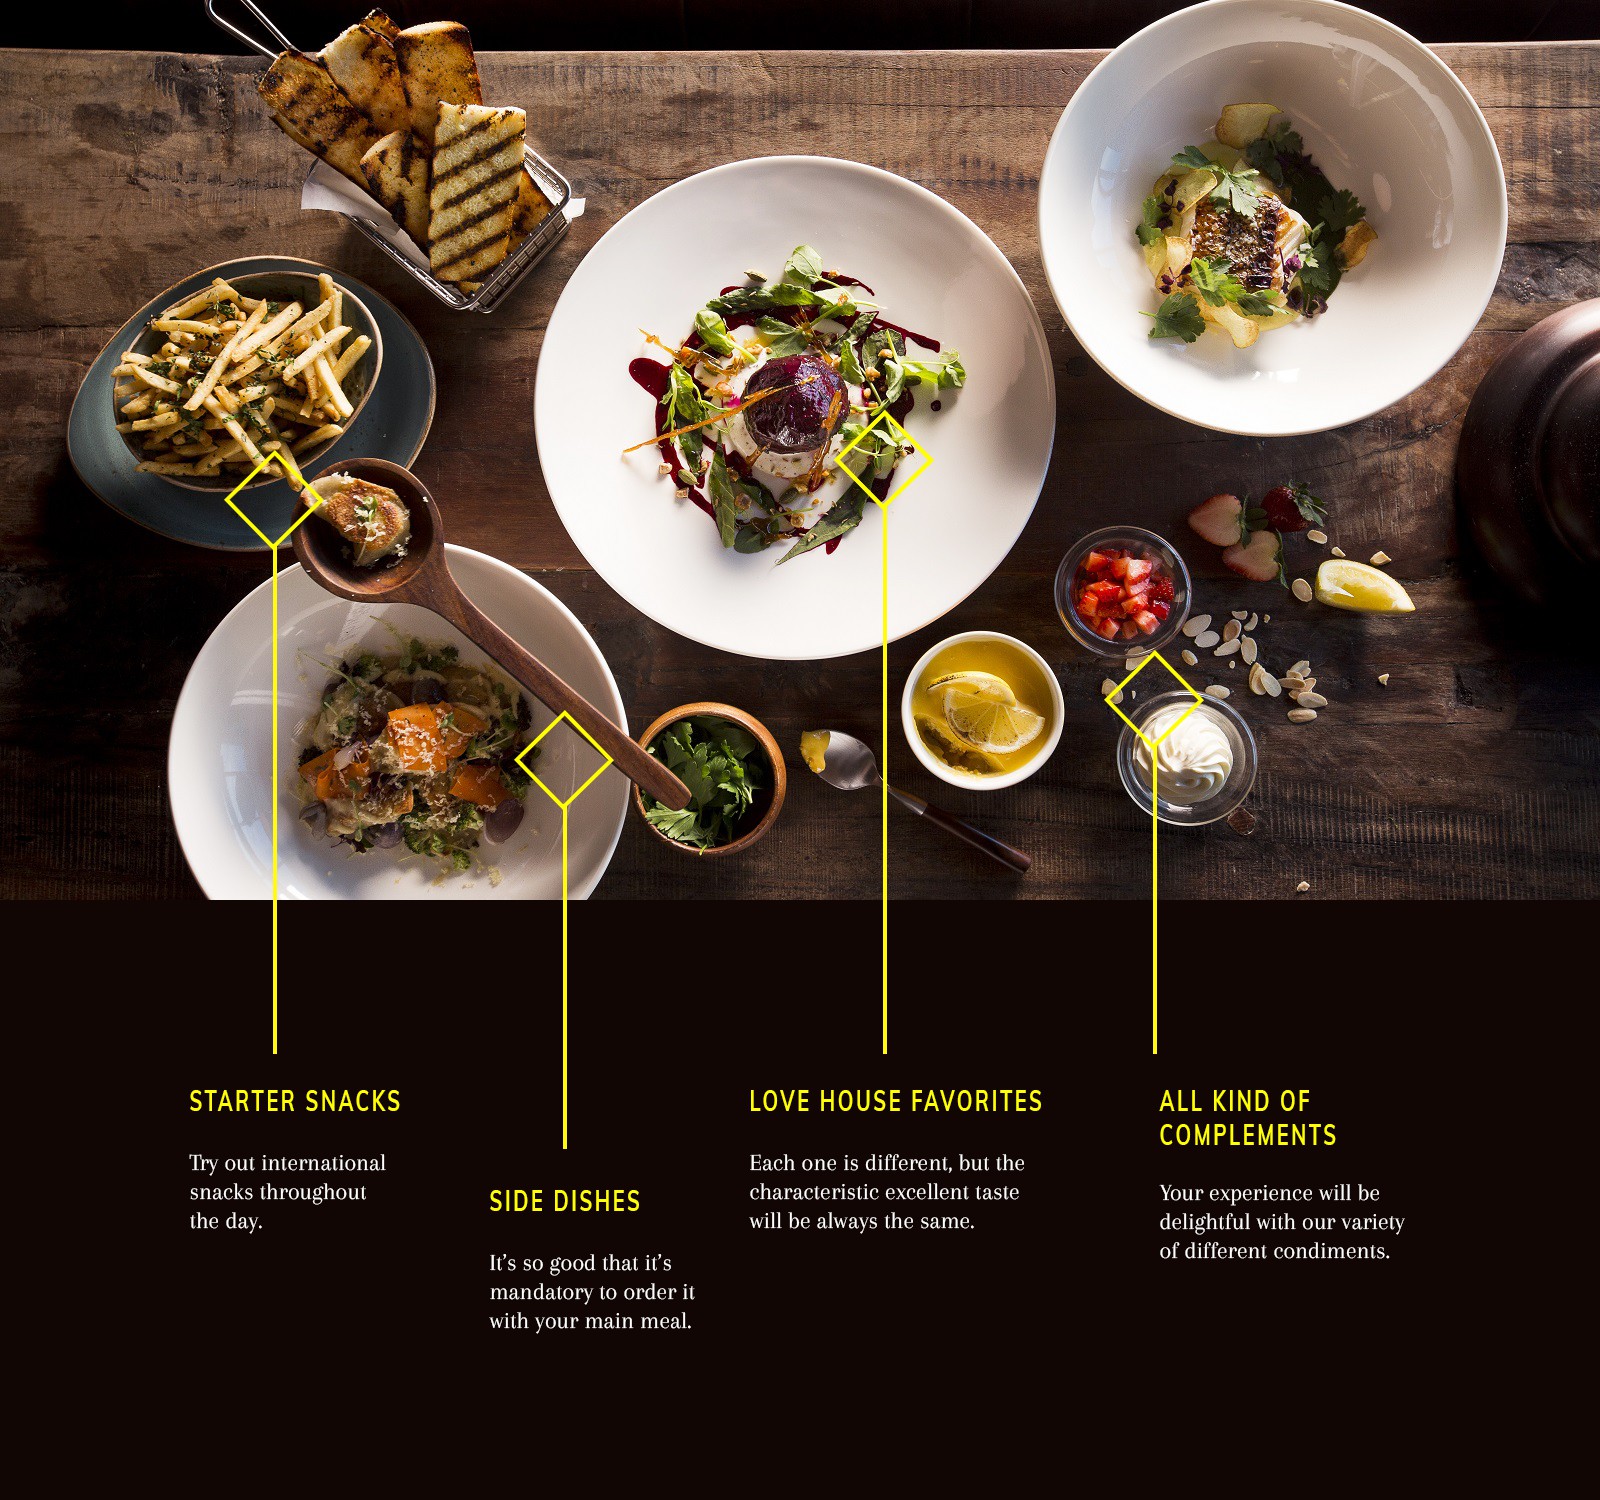 STARTER SNACKS
Try out international
snacks throughout
the day.
SIDE DISHES
It’s so good that it’s
mandatory to order it
with your main meal.
LOVE HOUSE FAVORITES
Each one is different, but the
characteristic excellent taste
will be always the same.
ALL KIND OF
COMPLEMENTS
Your experience will be
delightful with our variety
of different condiments.